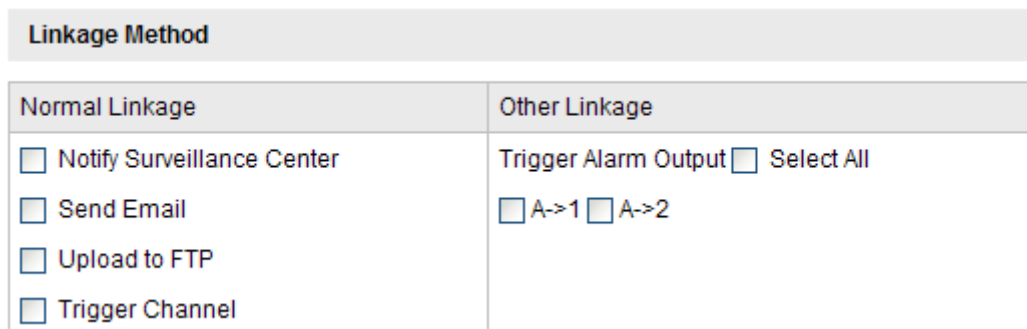 Linkage Method
Normal Linkage
Other Linkage
Notify Surveillance Center
Trigger Alarm Output Select All
Send Email
A->1 A->2
Upload to FTP
Trigger Channel